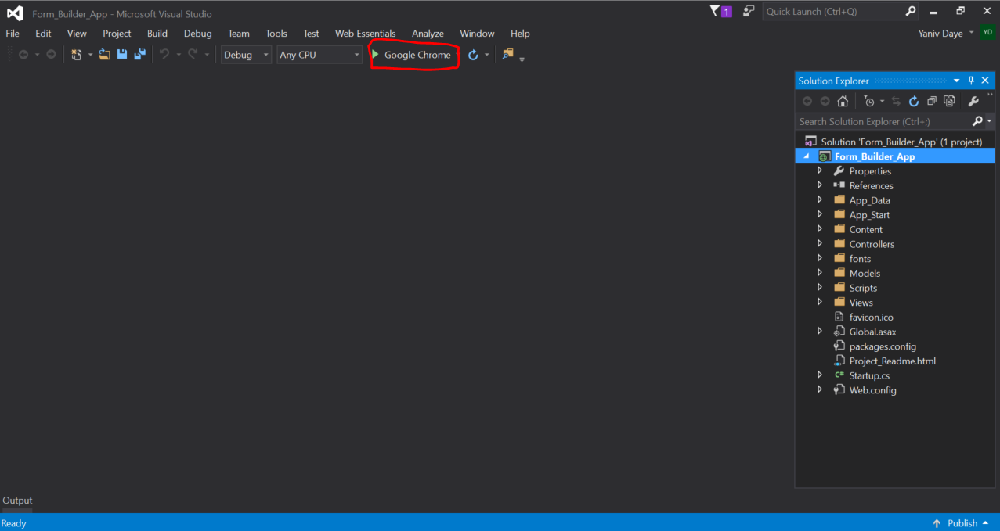 Form_Builder_App - Microsoft Visual Studio
1
Quick Launch (Ctrl+Q)
File Edit View Project Build Debug Team Tools Test Web Essentials Analyze Window Help
Yaniv Daye YD
Debug Any CPU Google Chrome
Solution Explorer
Search Solution Explorer (Ctrl+;)
Solution 'Form_Builder_App' (1 project)
Form_Builder_App
Properties
References
App_Data
App_Start
Content
Controllers
fonts
Models
Scripts
Views
favicon.ico
Global.asax
packages.config
Project_Readme.html
C# Startup.cs
Web.config
Output
Ready
Publish